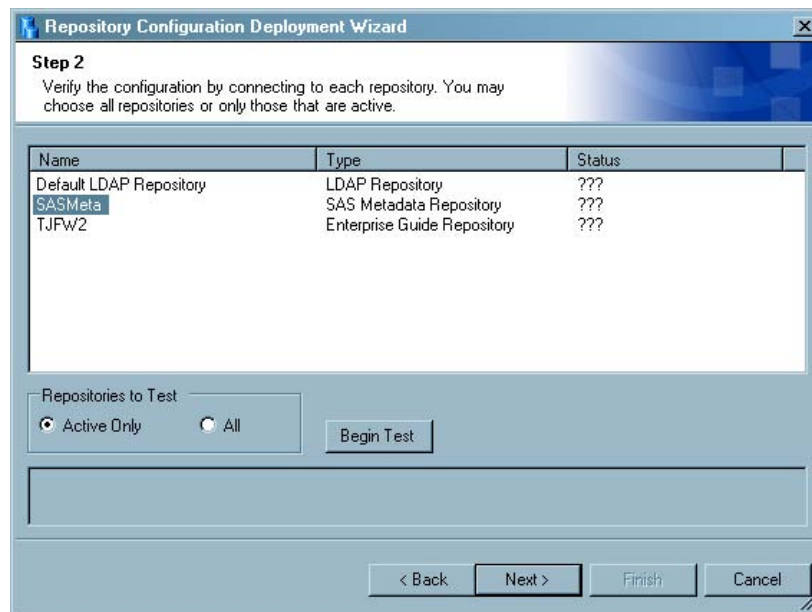 Repository Configuration Deployment Wizard
Step 2
Verify the configuration by connecting to each repository. You may
choose all repositories or only those that are active.
Name Type Status
Default LDAP Repository LDAP Repository ???
SASMeta SAS Metadata Repository ???
TJFW2 Enterprise Guide Repository ???
Repositories to Test
Active Only All
Begin Test
< Back Next > Finish Cancel